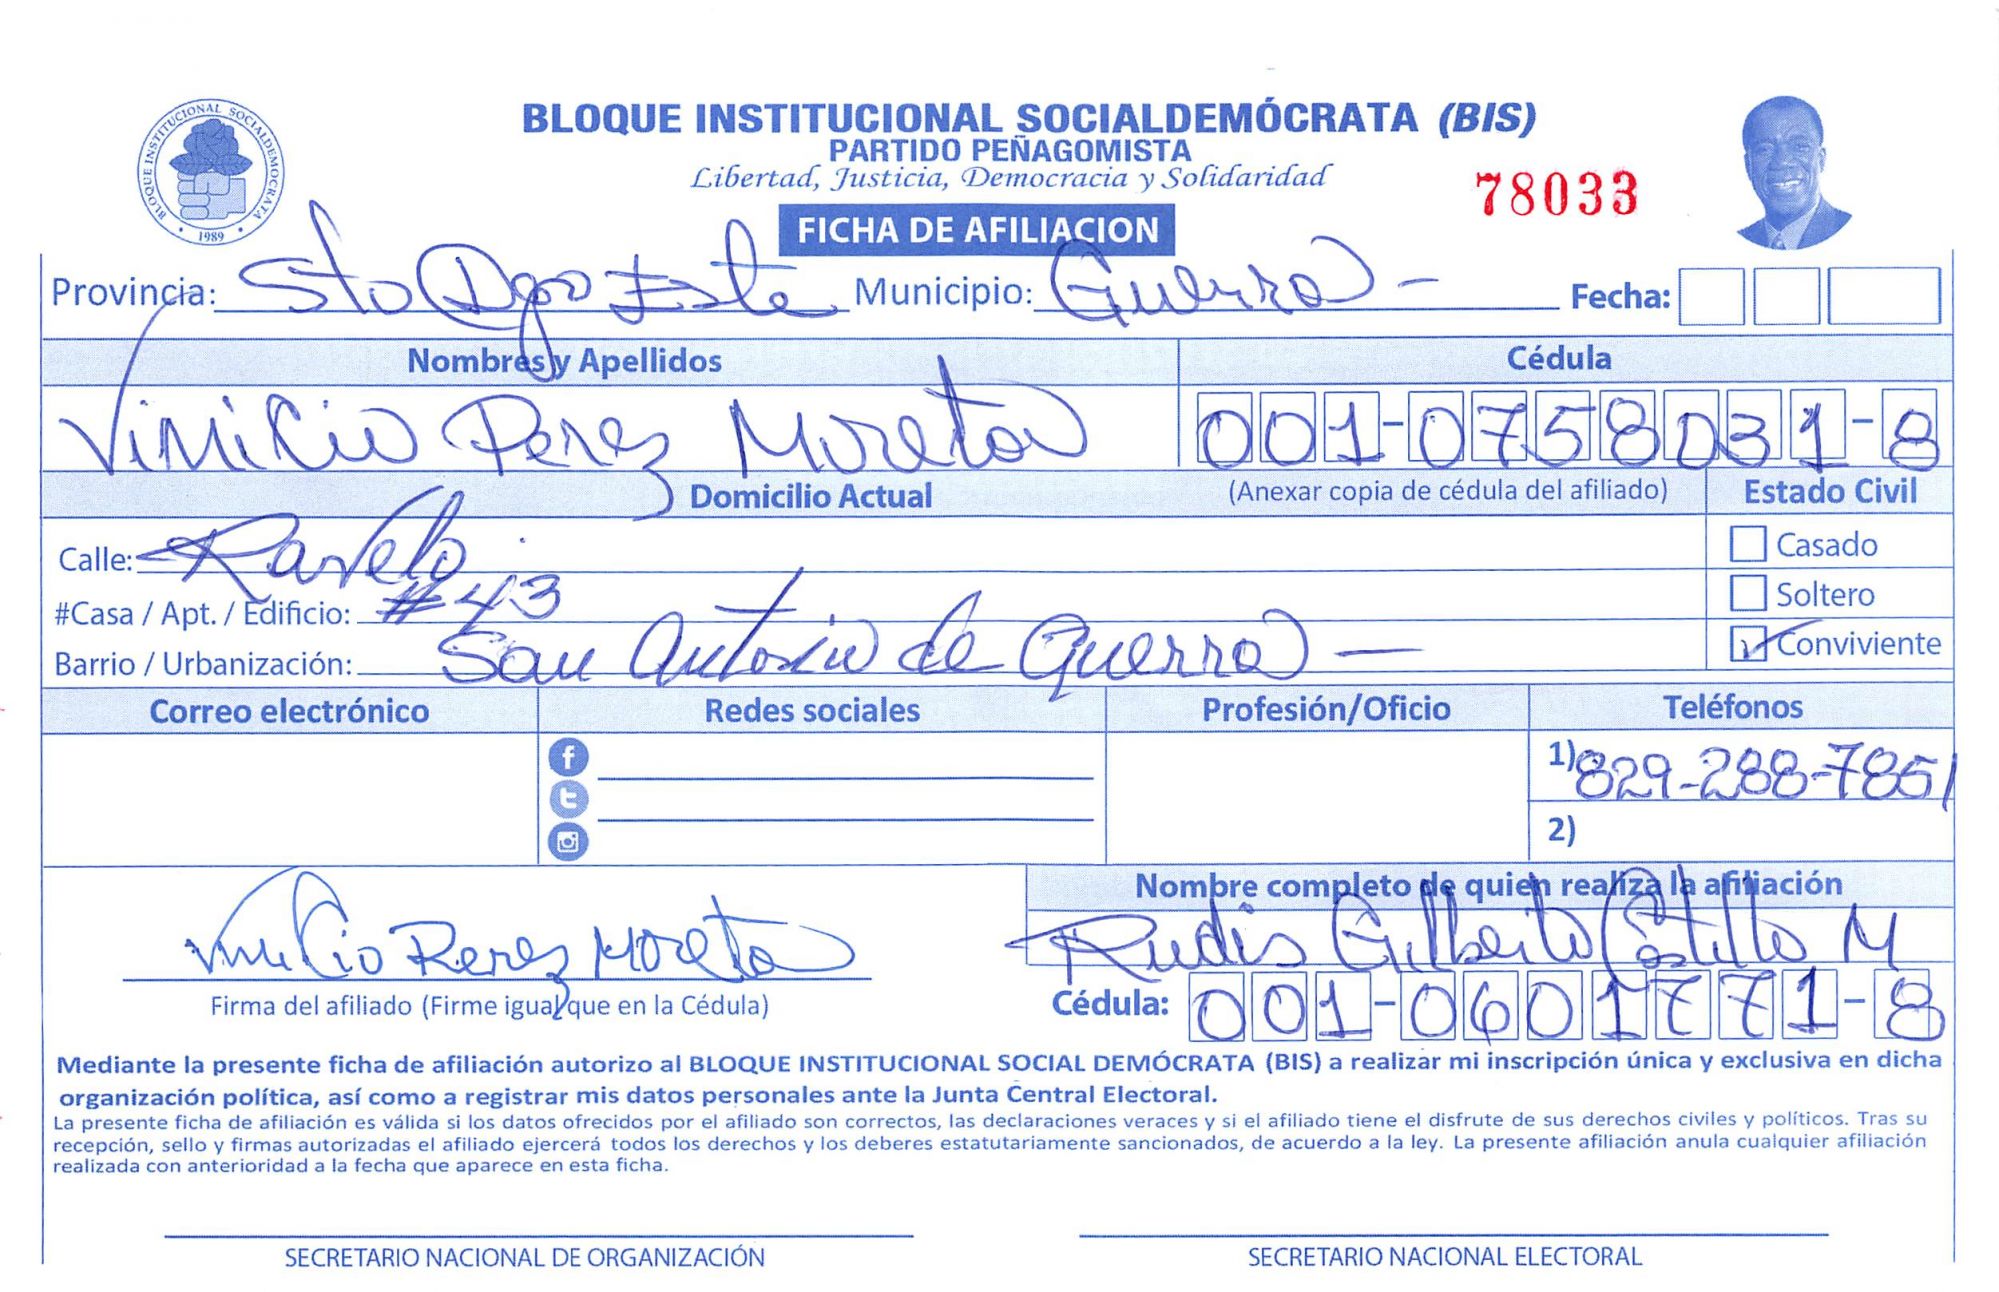 BLOQUE INSTITUCIONAL SOCIALDEMOCRATA
1989
BLOQUE INSTITUCIONAL SOCIALDEMÓCRATA (BIS)
PARTIDO PEÑAGOMISTA
Libertad, Justicia, Democracia y Solidaridad
78033
FICHA DE AFILIACION
Provincia: Sto Dgo Este Municipio: Guerra - Fecha:
Nombres y Apellidos Cédula
Vinicio Perez Moreta 001-0758031-8
Domicilio Actual (Anexar copia de cédula del afiliado) Estado Civil
Calle: Ravelo Casado
#Casa / Apt. / Edificio: #43 Soltero
Barrio / Urbanización: San Antonio de Guerra — Conviviente
Correo electrónico Redes sociales Profesión/Oficio Teléfonos
1) 829-288-7851
2)
Nombre completo de quien realiza la afiliación
Vinicio Perez Moreta Rudis Gilberto Castillo M
Firma del afiliado (Firme igual que en la Cédula) Cédula: 001-0601771-8
Mediante la presente ficha de afiliación autorizo al BLOQUE INSTITUCIONAL SOCIAL DEMÓCRATA (BIS) a realizar mi inscripción única y exclusiva en dicha
organización política, así como a registrar mis datos personales ante la Junta Central Electoral.
La presente ficha de afiliación es válida si los datos ofrecidos por el afiliado son correctos, las declaraciones veraces y si el afiliado tiene el disfrute de sus derechos civiles y políticos. Tras su
recepción, sello y firmas autorizadas el afiliado ejercerá todos los derechos y los deberes estatutariamente sancionados, de acuerdo a la ley. La presente afiliación anula cualquier afiliación
realizada con anterioridad a la fecha que aparece en esta ficha.
SECRETARIO NACIONAL DE ORGANIZACIÓN SECRETARIO NACIONAL ELECTORAL